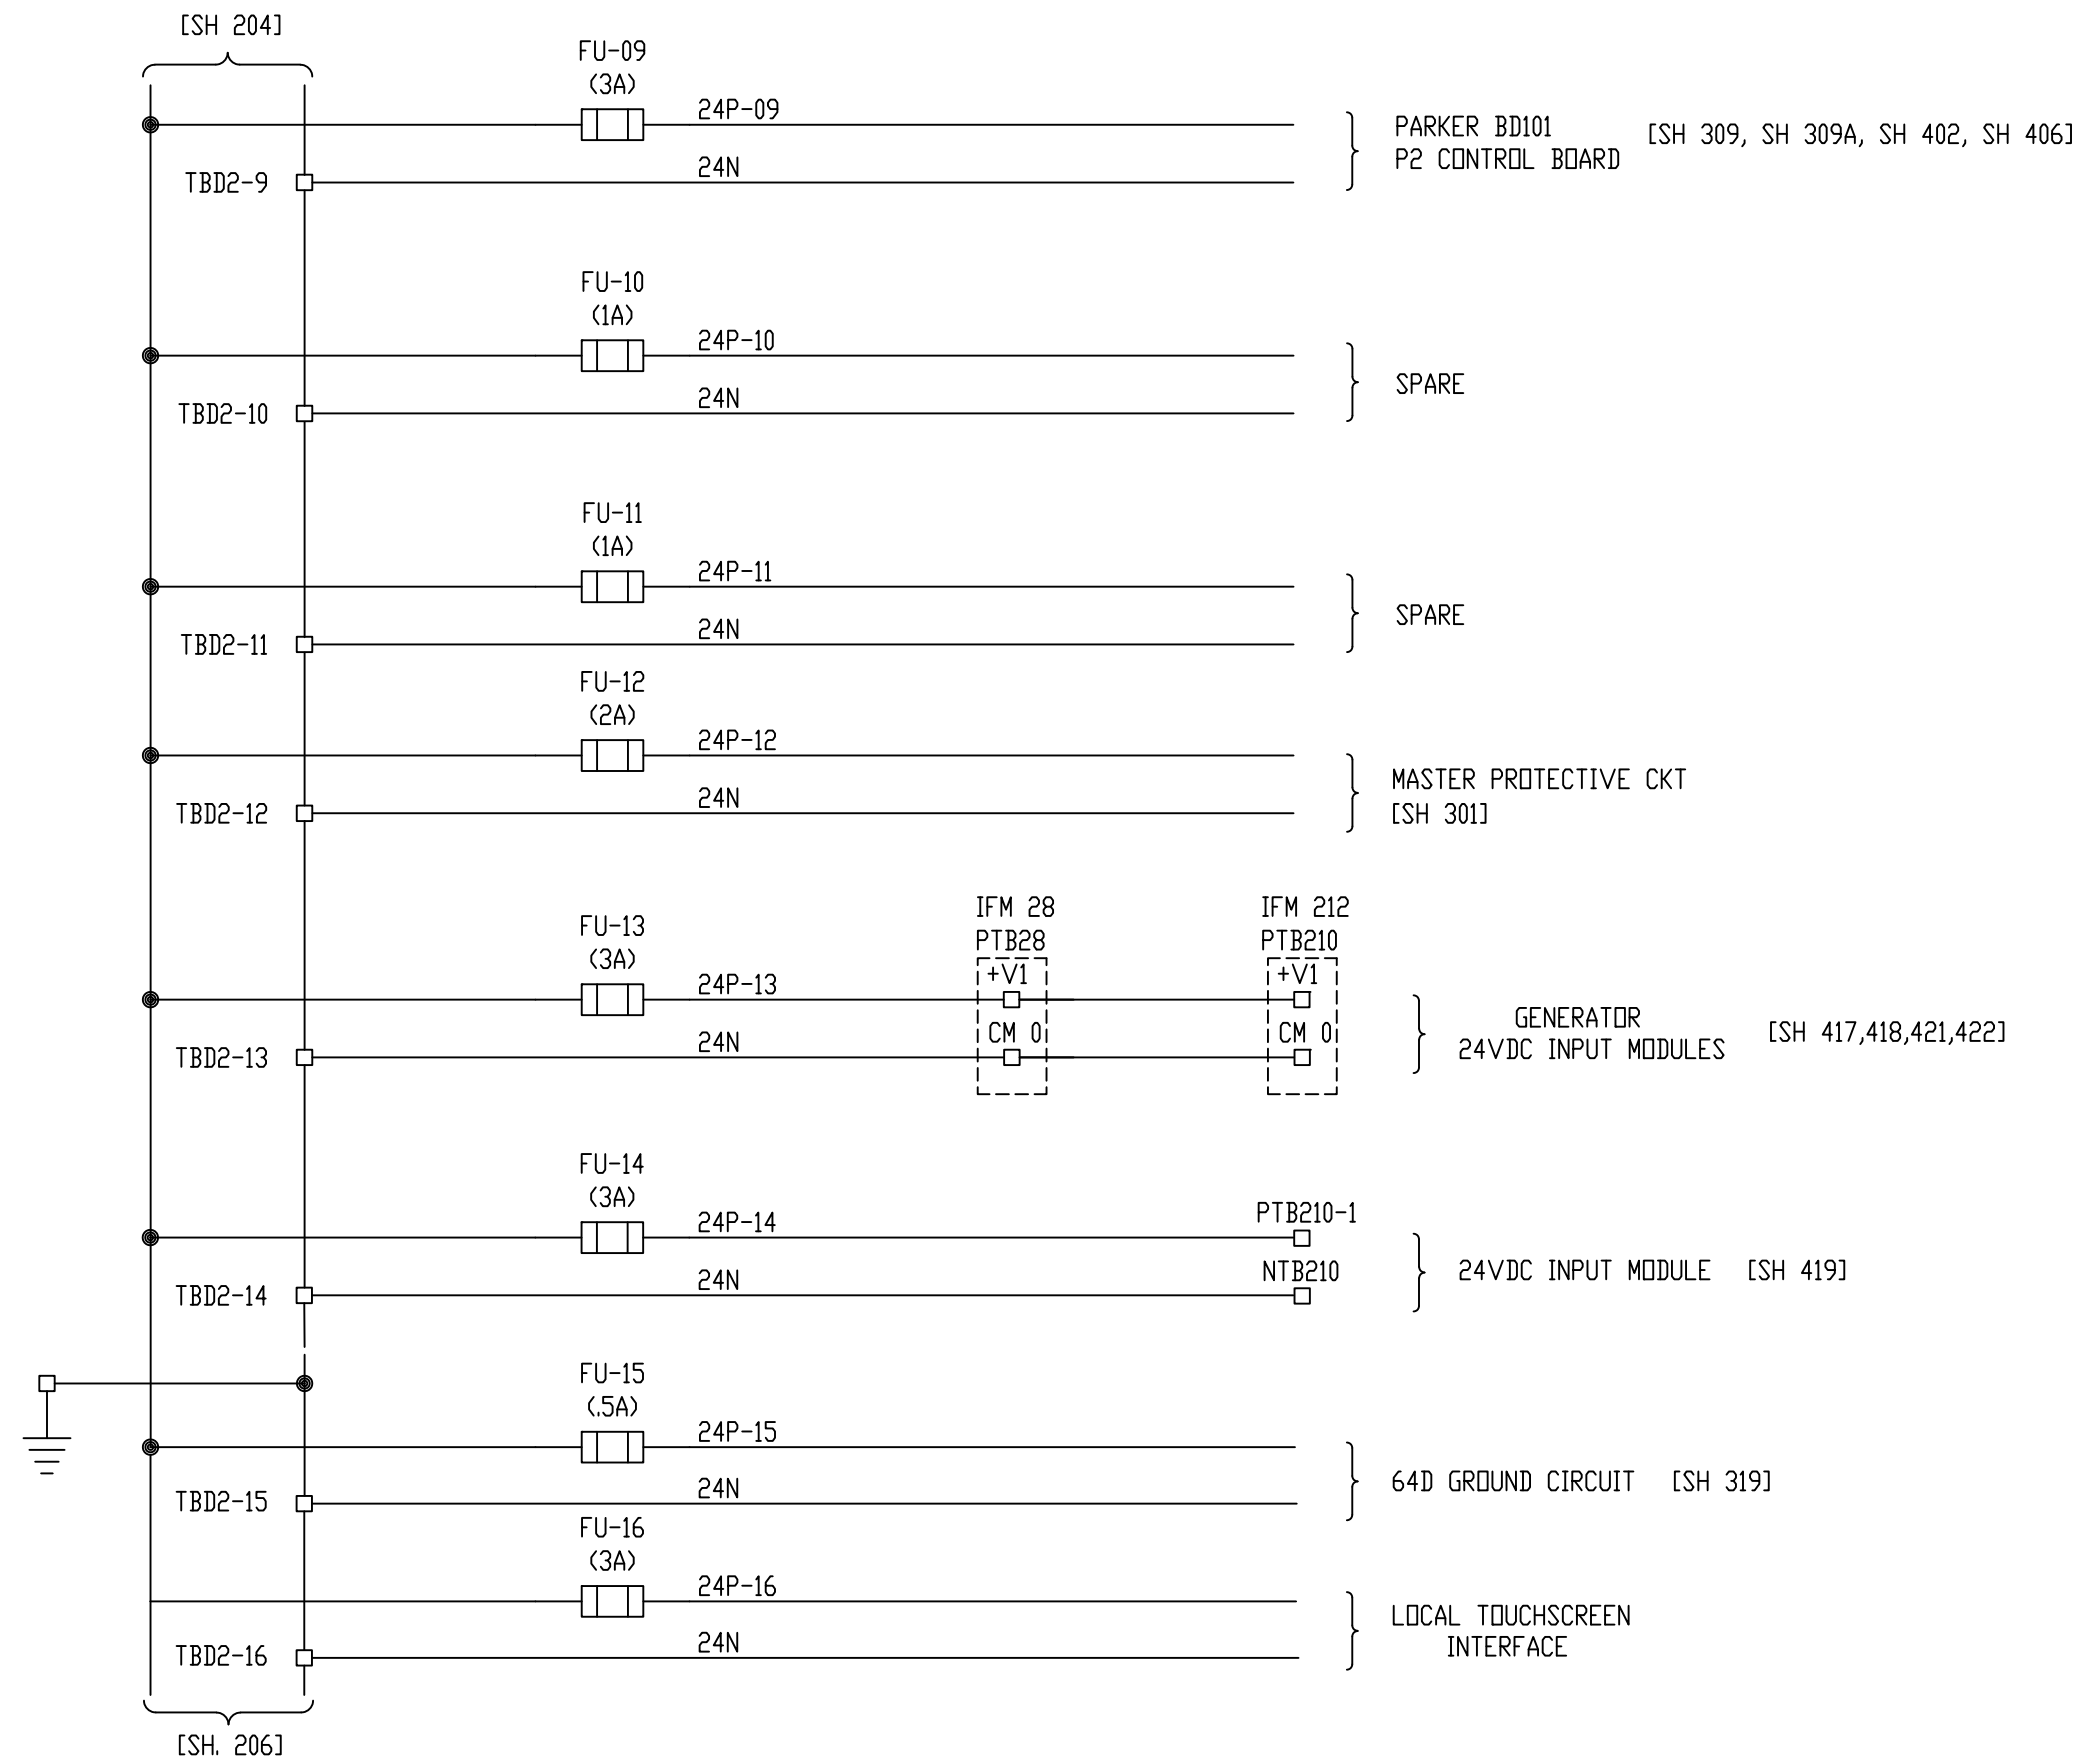 [SH 204]
FU-09
(3A)
24P-09
PARKER BD101
P2 CONTROL BOARD
[SH 309, SH 309A, SH 402, SH 406]
24N
TBD2-9
FU-10
(1A)
24P-10
SPARE
24N
TBD2-10
FU-11
(1A)
24P-11
SPARE
24N
TBD2-11
FU-12
(2A)
24P-12
MASTER PROTECTIVE CKT
[SH 301]
24N
TBD2-12
IFM 28
PTB28
IFM 212
PTB210
FU-13
(3A)
24P-13
+V1
+V1
GENERATOR
24VDC INPUT MODULES
[SH 417,418,421,422]
24N
CM 0
CM 0
TBD2-13
FU-14
(3A)
24P-14
PTB210-1
24VDC INPUT MODULE [SH 419]
24N
NTB210
TBD2-14
FU-15
(.5A)
24P-15
64D GROUND CIRCUIT [SH 319]
24N
TBD2-15
FU-16
(3A)
24P-16
LOCAL TOUCHSCREEN
INTERFACE
24N
TBD2-16
[SH. 206]